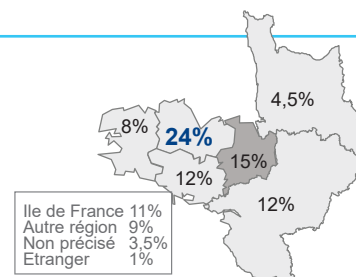 4,5%
8%
24%
15%
12%
12%
Ile de France 11%
Autre région 9%
Non précisé 3,5%
Etranger 1%